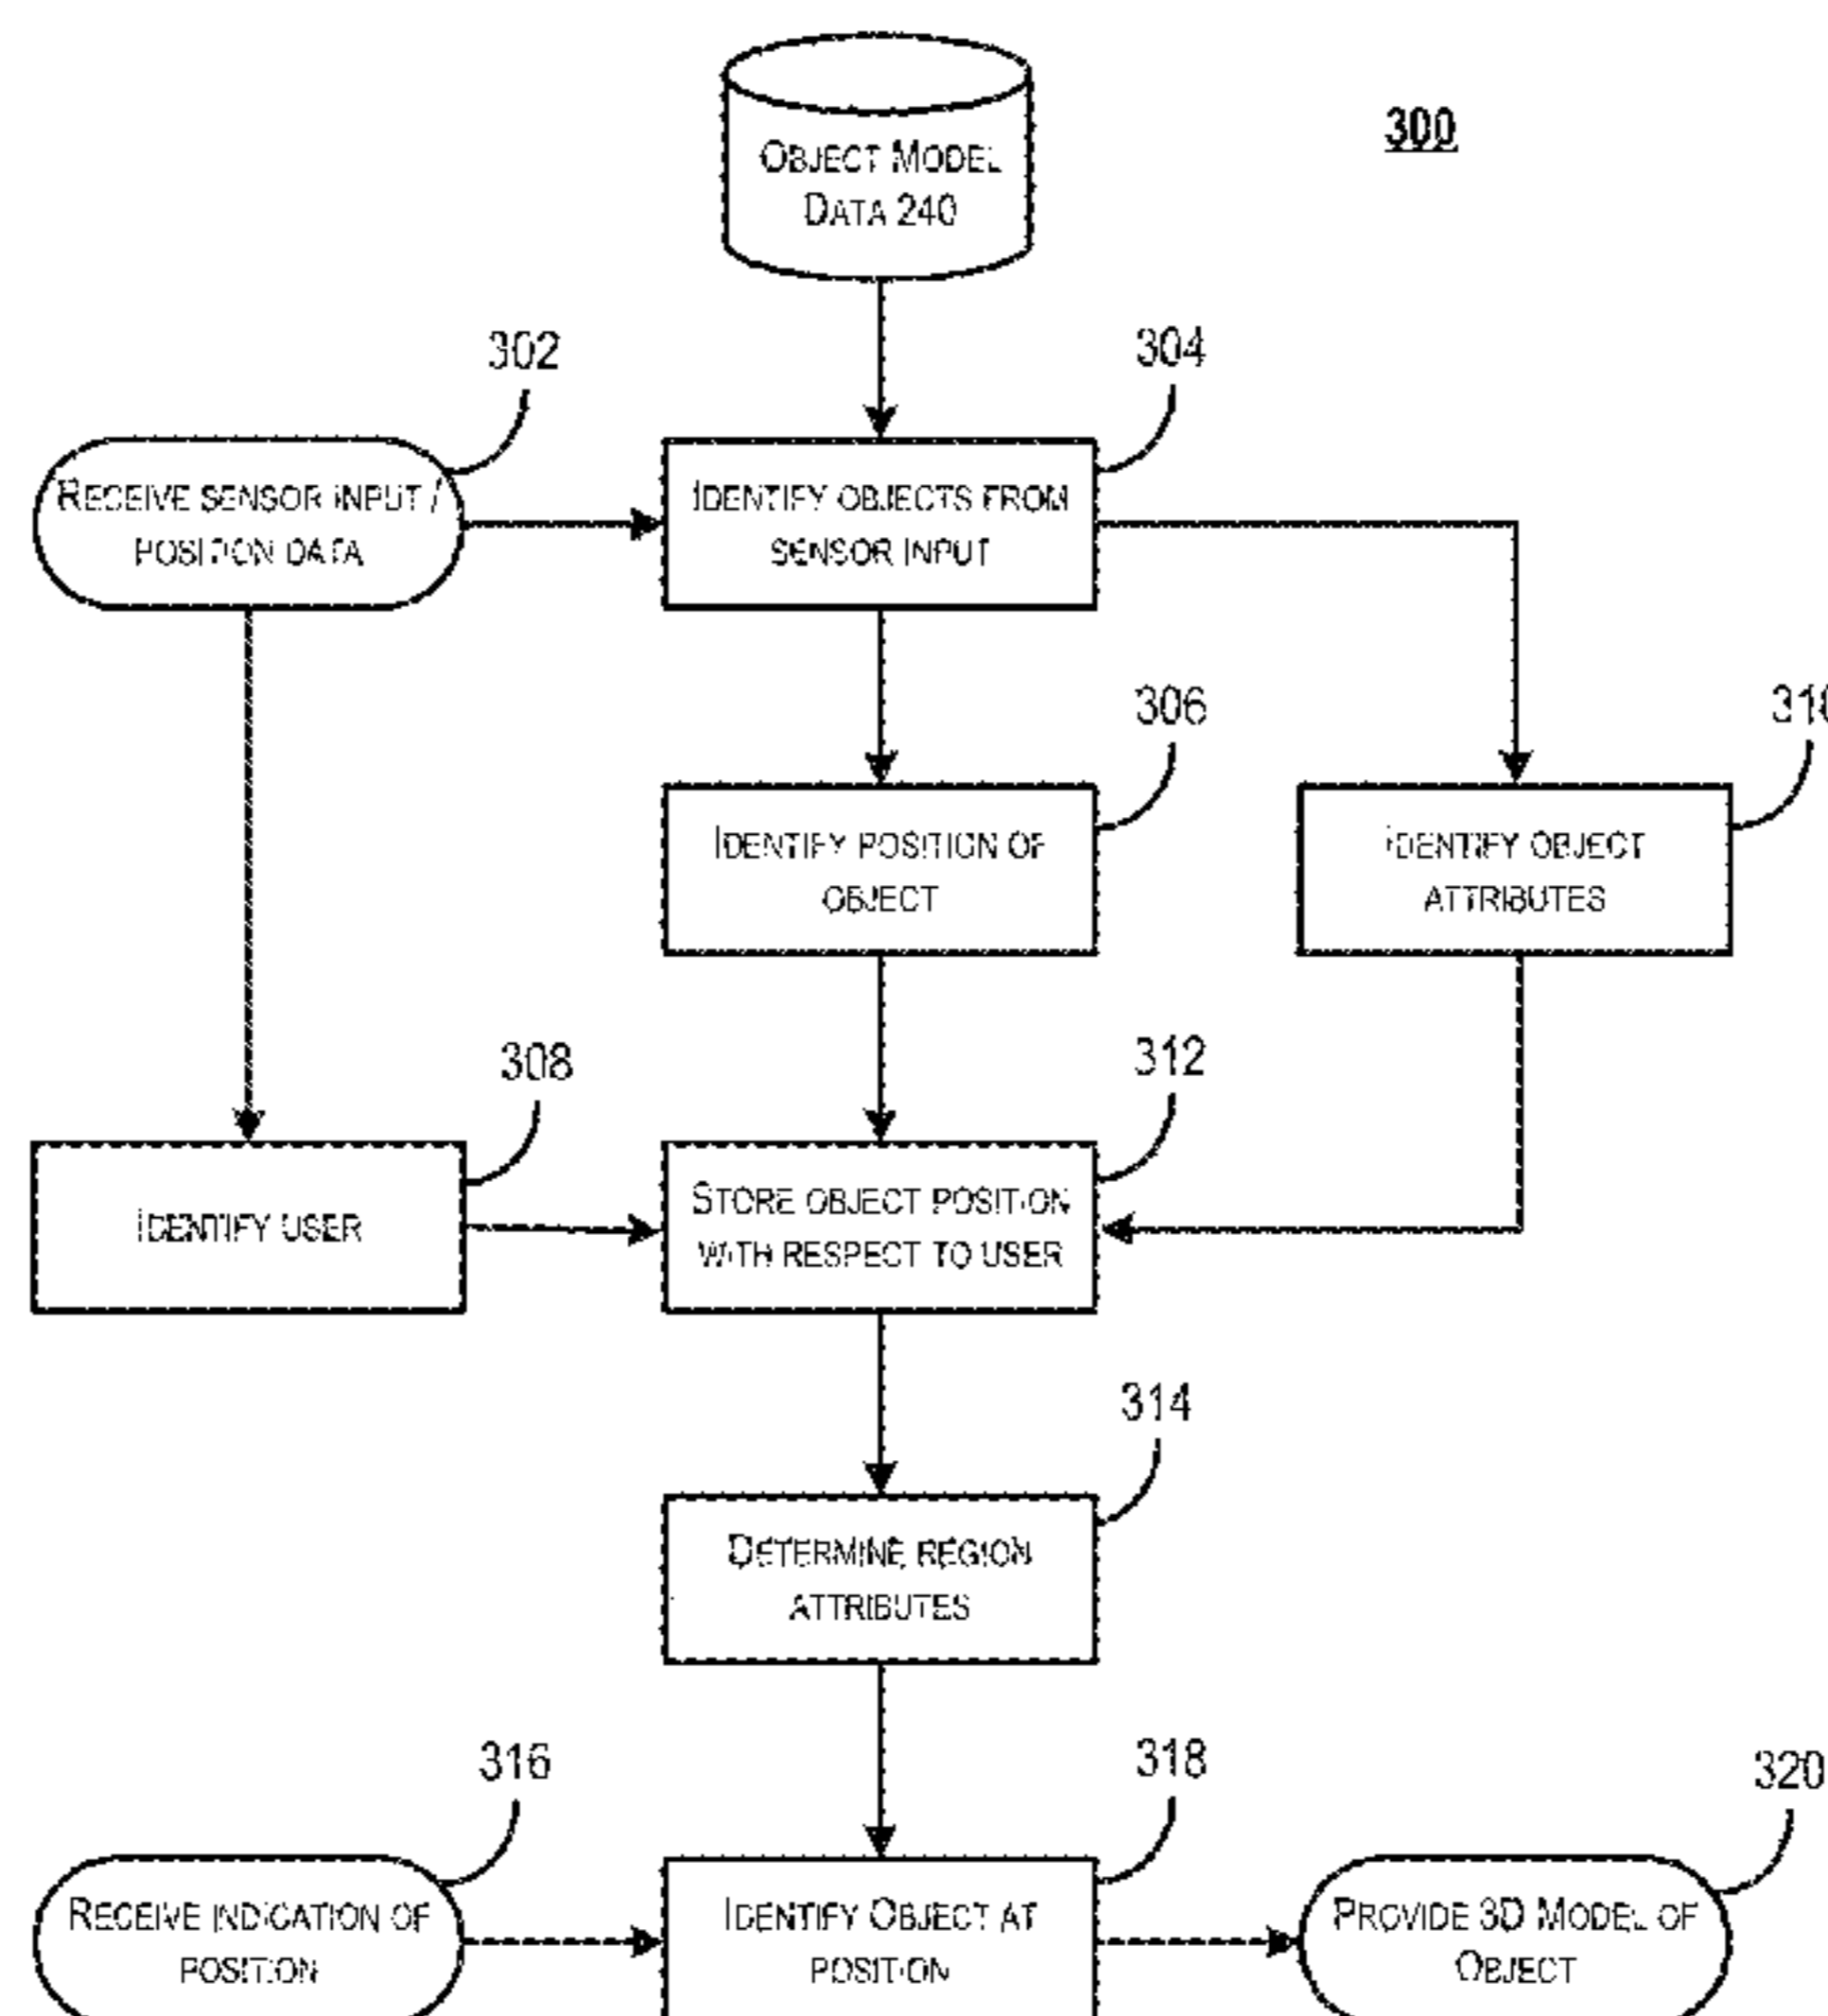 300
OBJECT MODEL
DATA 240
302
304
RECEIVE SENSOR INPUT /
POSITION DATA
IDENTIFY OBJECTS FROM
SENSOR INPUT
306
310
IDENTIFY POSITION OF
OBJECT
IDENTIFY OBJECT
ATTRIBUTES
308
312
IDENTIFY USER
STORE OBJECT POSITION
WITH RESPECT TO USER
314
DETERMINE REGION
ATTRIBUTES
316
318
320
RECEIVE INDICATION OF
POSITION
IDENTIFY OBJECT AT
POSITION
PROVIDE 3D MODEL OF
OBJECT